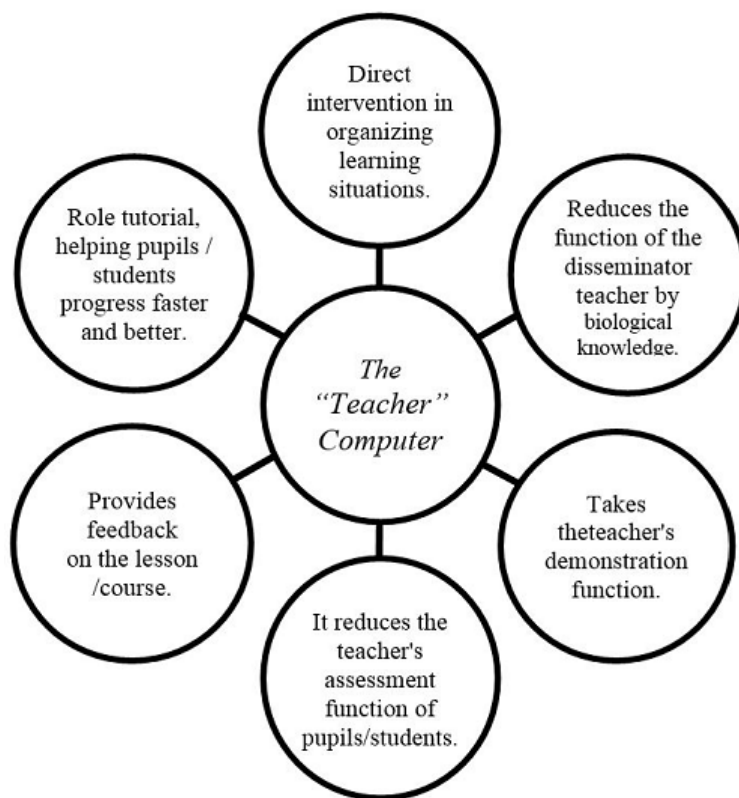 Direct
intervention in
organizing
learning
situations.
Reduces the
function of the
disseminator
teacher by
biological
knowledge.
Takes
theteacher's
demonstration
function.
It reduces the
teacher's
assessment
function of
pupils/students.
Provides
feedback
on the lesson
/course.
Role tutorial,
helping pupils /
students
progress faster
and better.
The
“Teacher”
Computer